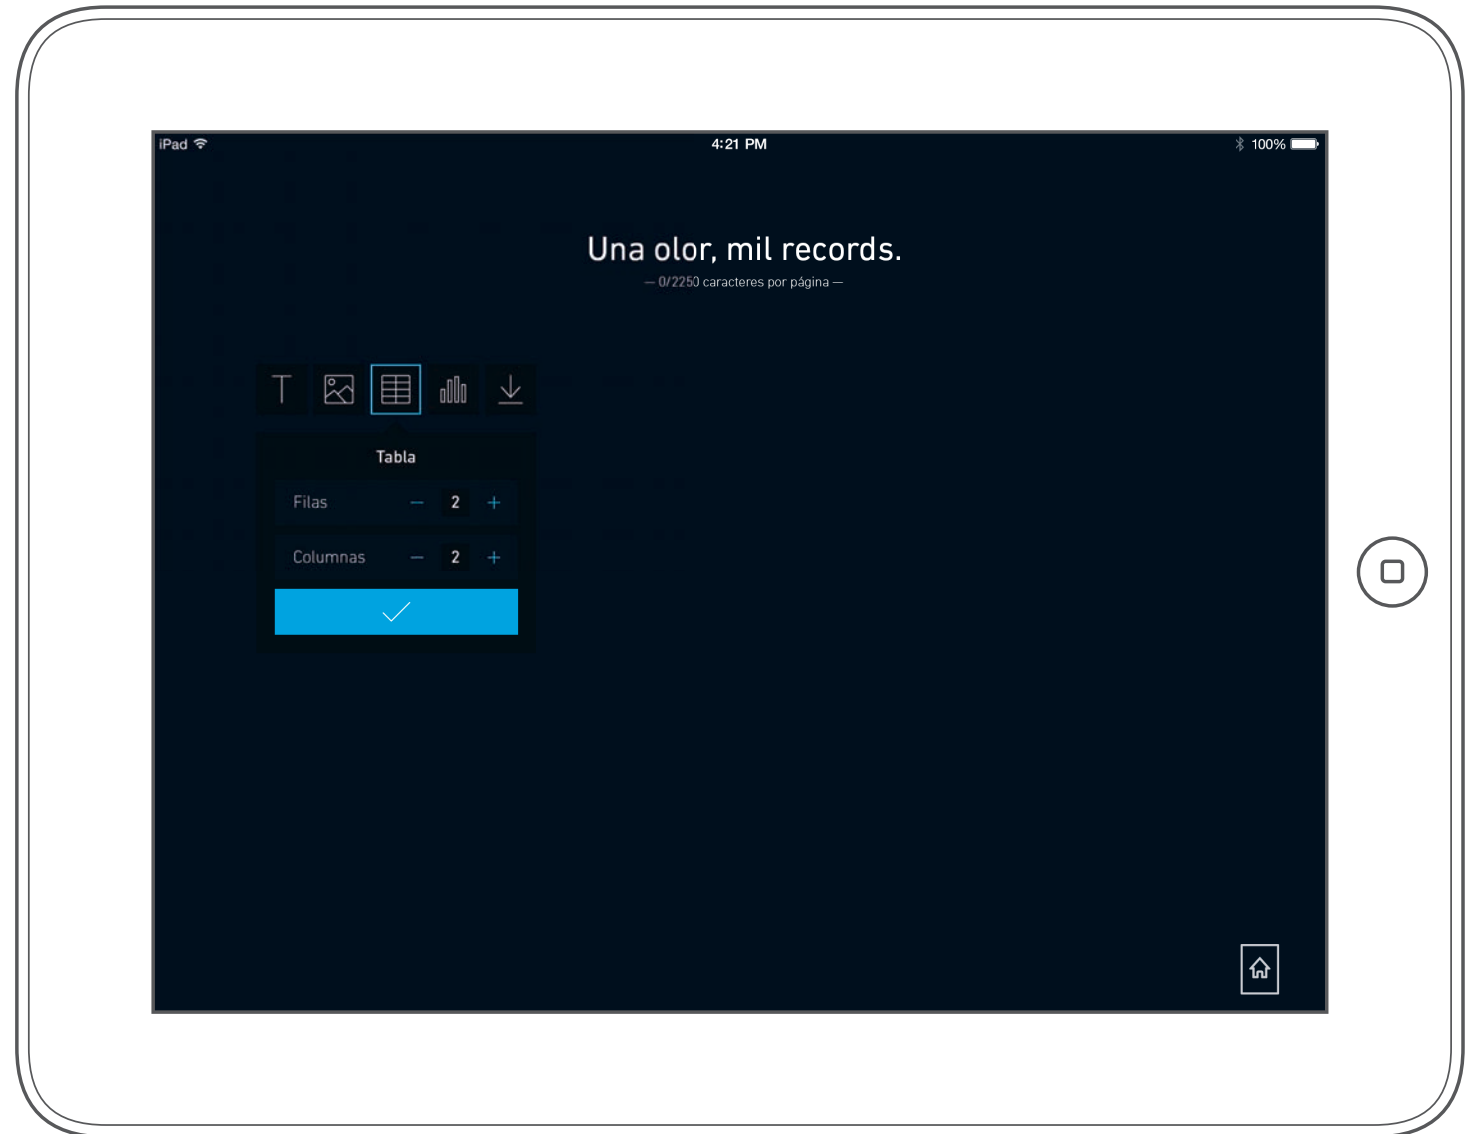 iPad 4:21 PM 100%
Una olor, mil records.
— 0/2250 caracteres por página —
T
Tabla
Filas — 2 +
Columnas — 2 +